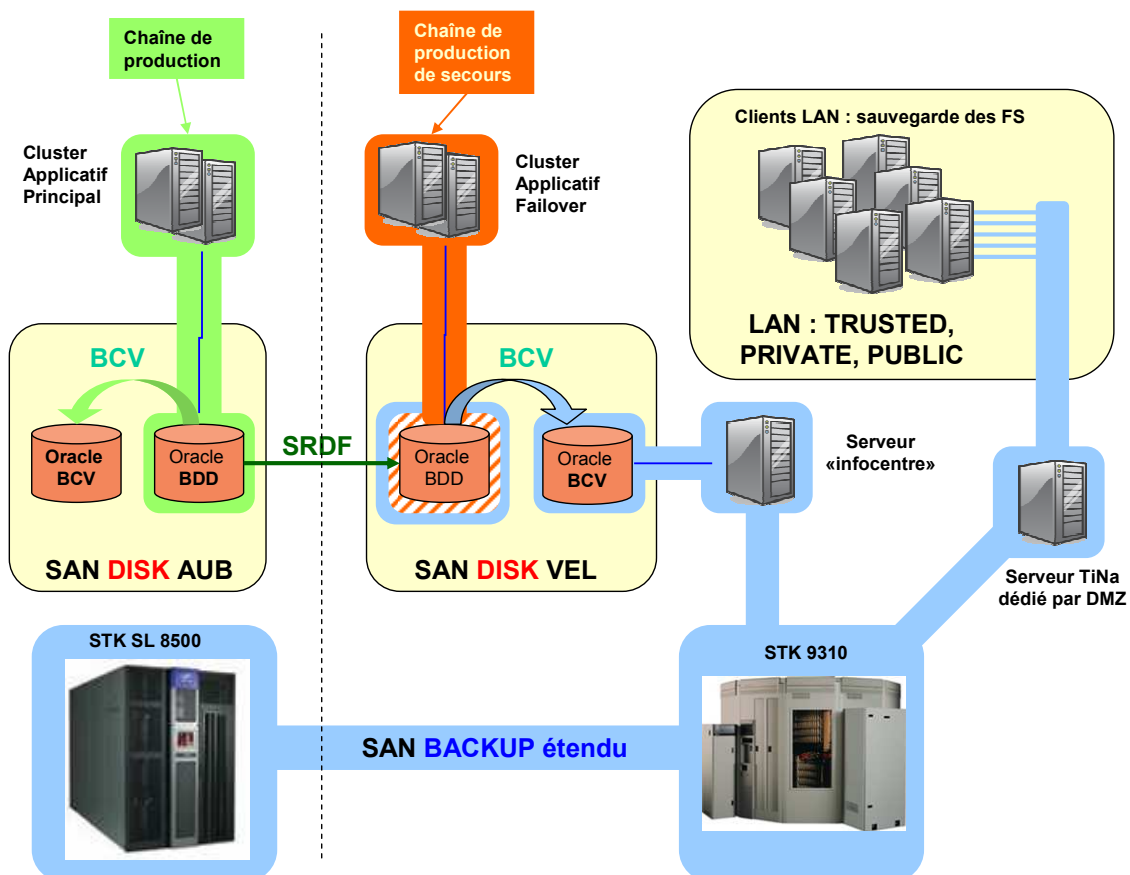 Chaîne de
production
Chaîne de
production
de secours
Cluster
Applicatif
Principal
Cluster
Applicatif
Failover
Clients LAN : sauvegarde des FS
LAN : TRUSTED,
PRIVATE, PUBLIC
BCV
Oracle
BCV
Oracle
BDD
SRDF
BCV
Oracle
BDD
Oracle
BCV
Serveur
«infocentre»
SAN DISK AUB
SAN DISK VEL
Serveur TiNa
dédié par DMZ
STK SL 8500
STK 9310
SAN BACKUP étendu